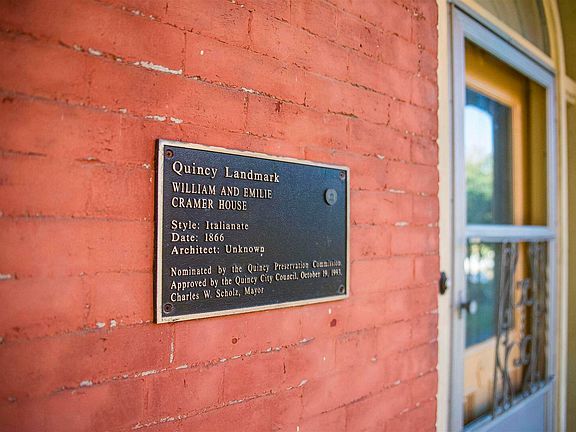 Quincy Landmark
WILLIAM AND EMILIE
CRAMER HOUSE
Style: Italianate
Date: 1866
Architect: Unknown
Nominated by the Quincy Preservation Commission
Approved by the Quincy City Council, October 19, 1993.
Charles W. Scholz, Mayor